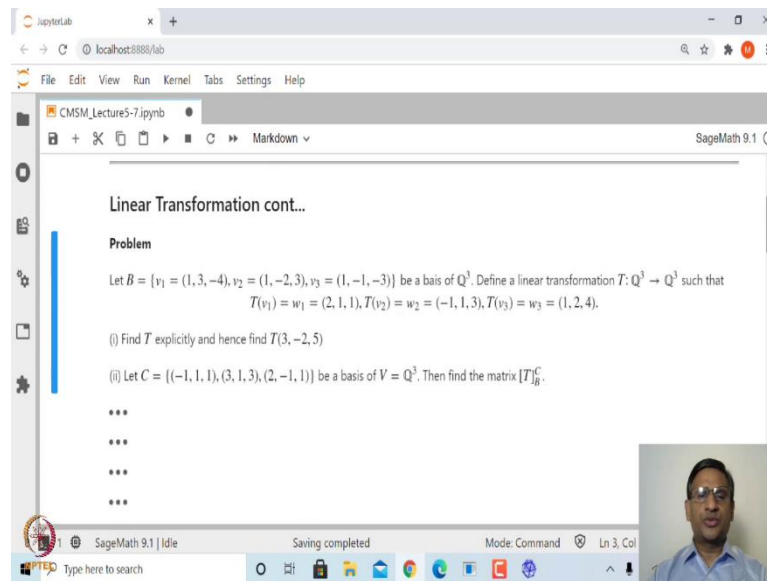 JupyterLab
localhost:8888/lab
M
File Edit View Run Kernel Tabs Settings Help
CMSM_Lecture5-7.ipynb
Markdown
SageMath 9.1
Linear Transformation cont...
Problem
Let B = {v₁ = (1, 3, −4), v₂ = (1, −2, 3), v₃ = (1, −1, −3)} be a bais of ℚ³. Define a linear transformation T: ℚ³ → ℚ³ such that
T(v₁) = w₁ = (2, 1, 1), T(v₂) = w₂ = (−1, 1, 3), T(v₃) = w₃ = (1, 2, 4).
(i) Find T explicitly and hence find T(3, −2, 5)
(ii) Let C = {(−1, 1, 1), (3, 1, 3), (2, −1, 1)} be a basis of V = ℚ³. Then find the matrix [T]_B^C.
•••
•••
•••
•••
1 SageMath 9.1 | Idle Saving completed Mode: Command Ln 3, Col
Type here to search